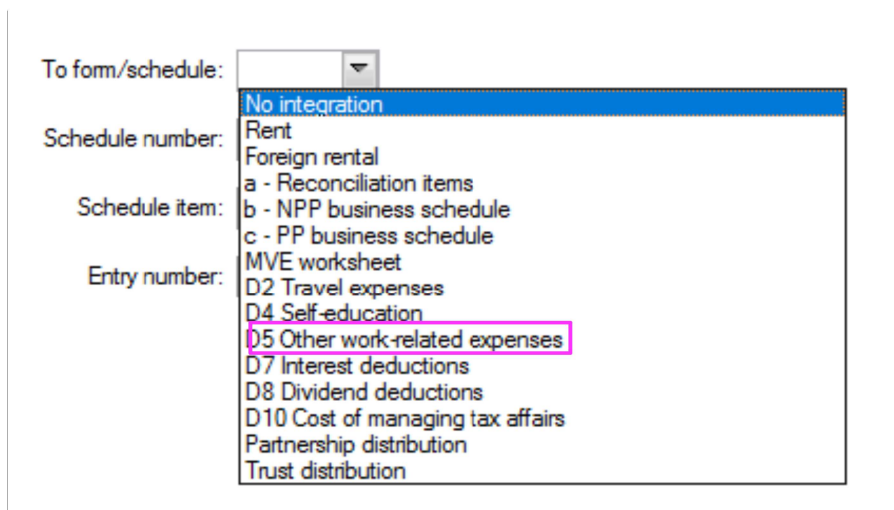 To form/schedule:
No integration
Schedule number:
Rent
Foreign rental
a - Reconciliation items
Schedule item:
b - NPP business schedule
c - PP business schedule
MVE worksheet
Entry number:
D2 Travel expenses
D4 Self-education
D5 Other work-related expenses
D7 Interest deductions
D8 Dividend deductions
D10 Cost of managing tax affairs
Partnership distribution
Trust distribution